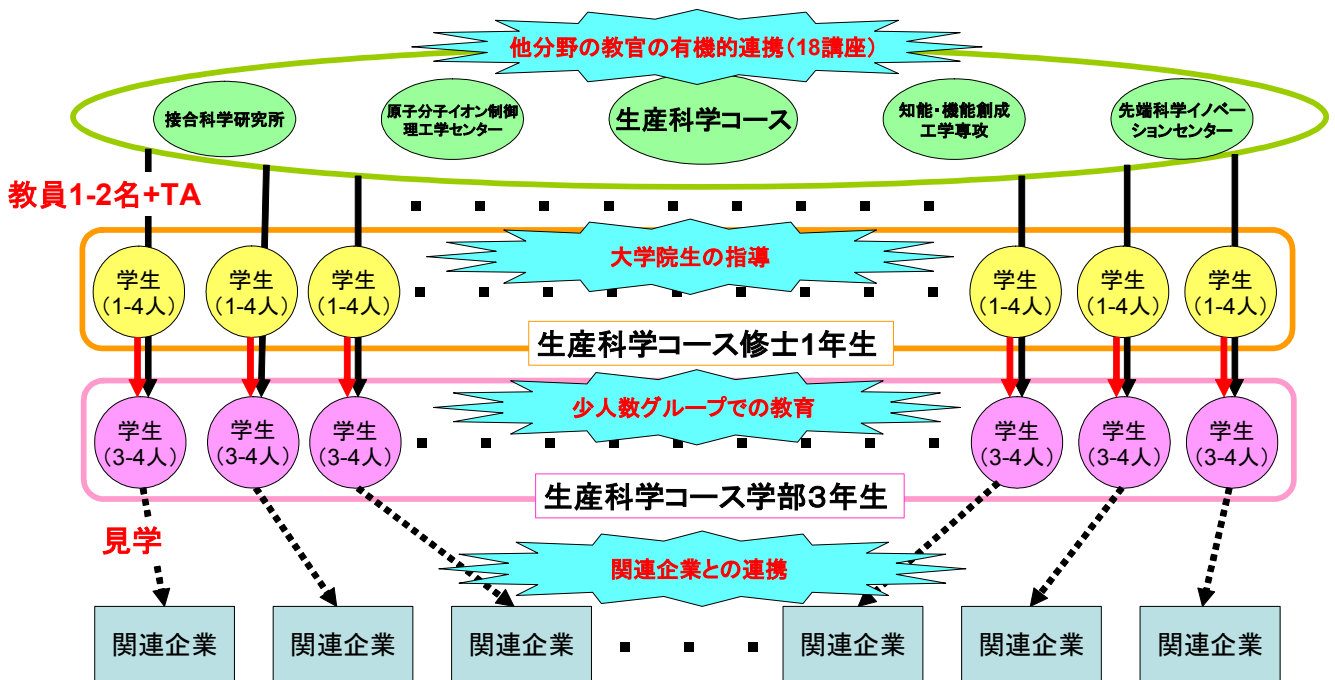 他分野の教官の有機的連携(18講座)
接合科学研究所
原子分子イオン制御
理工学センター
生産科学コース
知能・機能創成
工学専攻
先端科学イノベー
ションセンター
教員1-2名+TA
大学院生の指導
学生
(1-4人)
学生
(1-4人)
学生
(1-4人)
学生
(1-4人)
学生
(1-4人)
学生
(1-4人)
生産科学コース修士1年生
少人数グループでの教育
学生
(3-4人)
学生
(3-4人)
学生
(3-4人)
学生
(3-4人)
学生
(3-4人)
学生
(3-4人)
生産科学コース学部3年生
見学
関連企業との連携
関連企業
関連企業
関連企業
関連企業
関連企業
関連企業